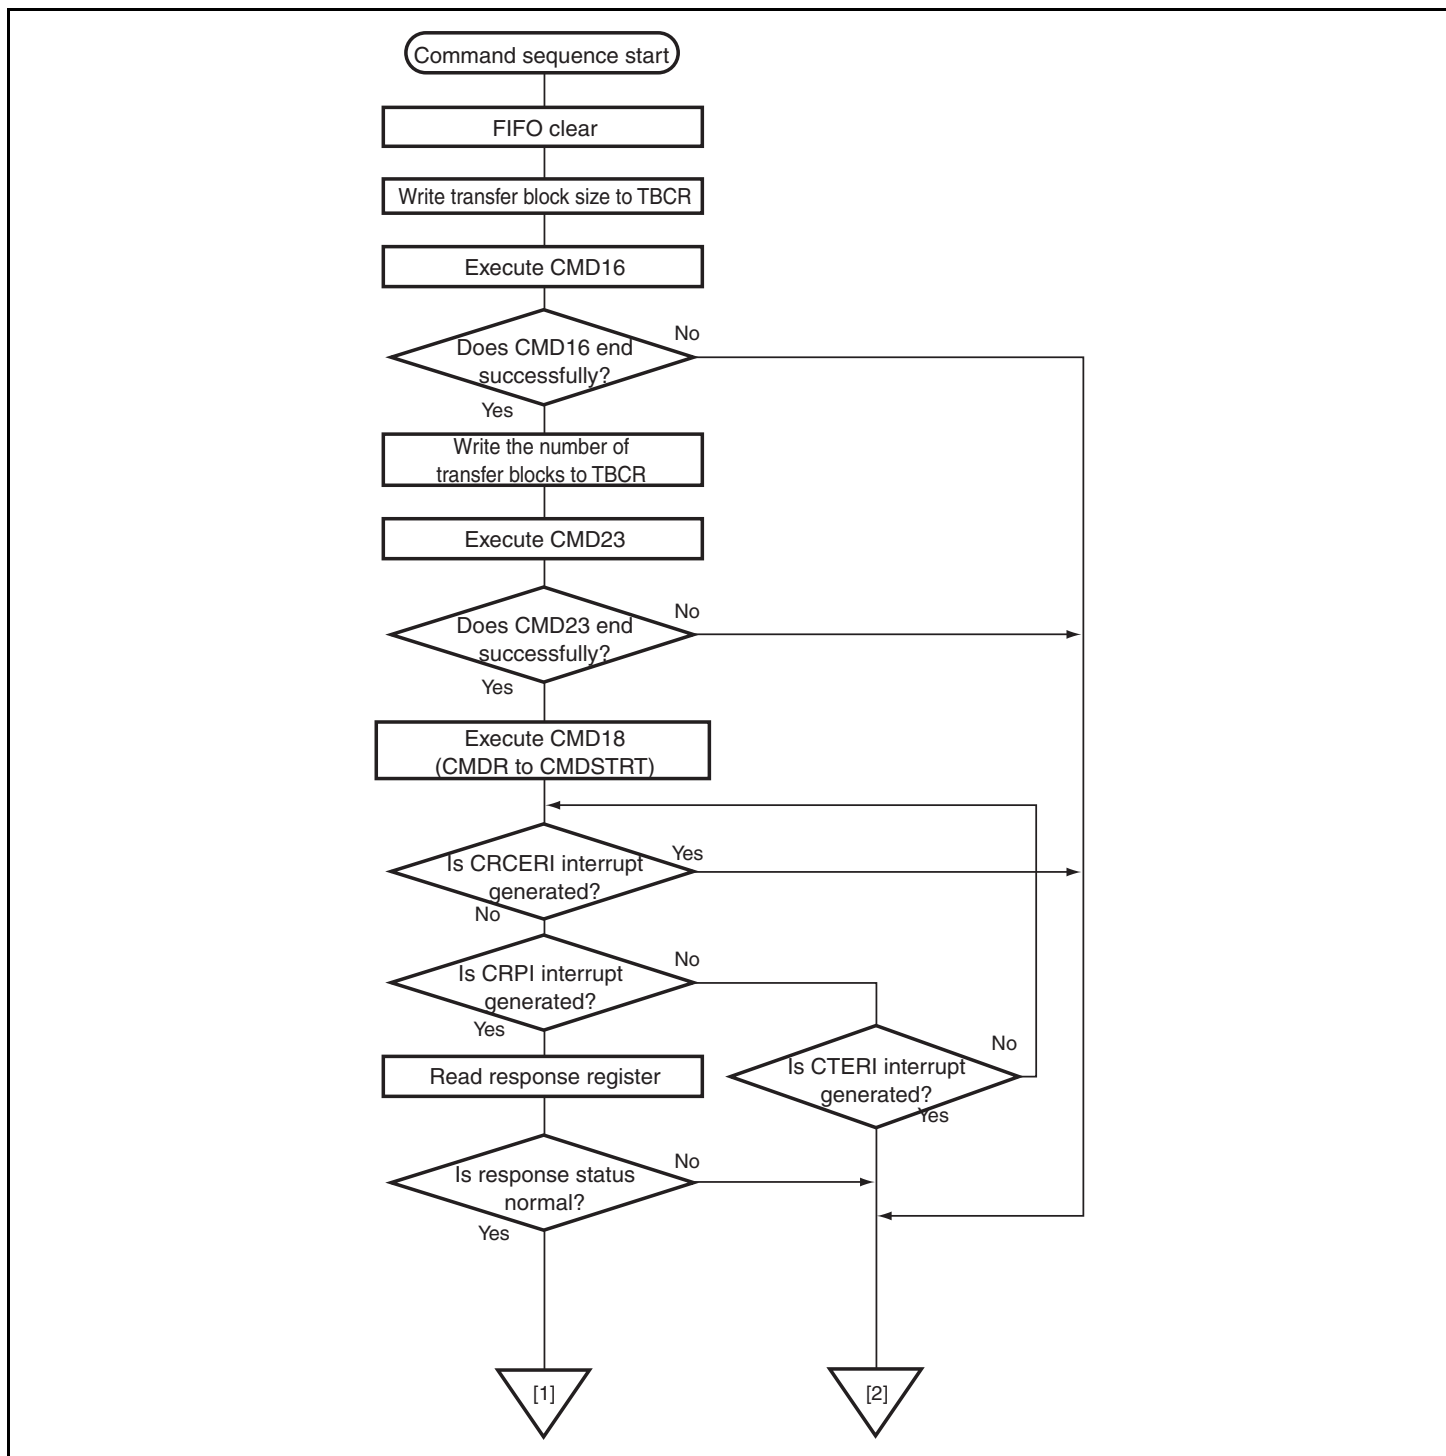 Command sequence start
FIFO clear
Write transfer block size to TBCR
Execute CMD16
Does CMD16 end
successfully?
No
Yes
Write the number of
transfer blocks to TBCR
Execute CMD23
Does CMD23 end
successfully?
No
Yes
Execute CMD18
(CMDR to CMDSTRT)
Is CRCERI interrupt
generated?
Yes
No
Is CRPI interrupt
generated?
No
Yes
Is CTERI interrupt
generated?
No
Yes
Read response register
Is response status
normal?
No
Yes
[1]
[2]